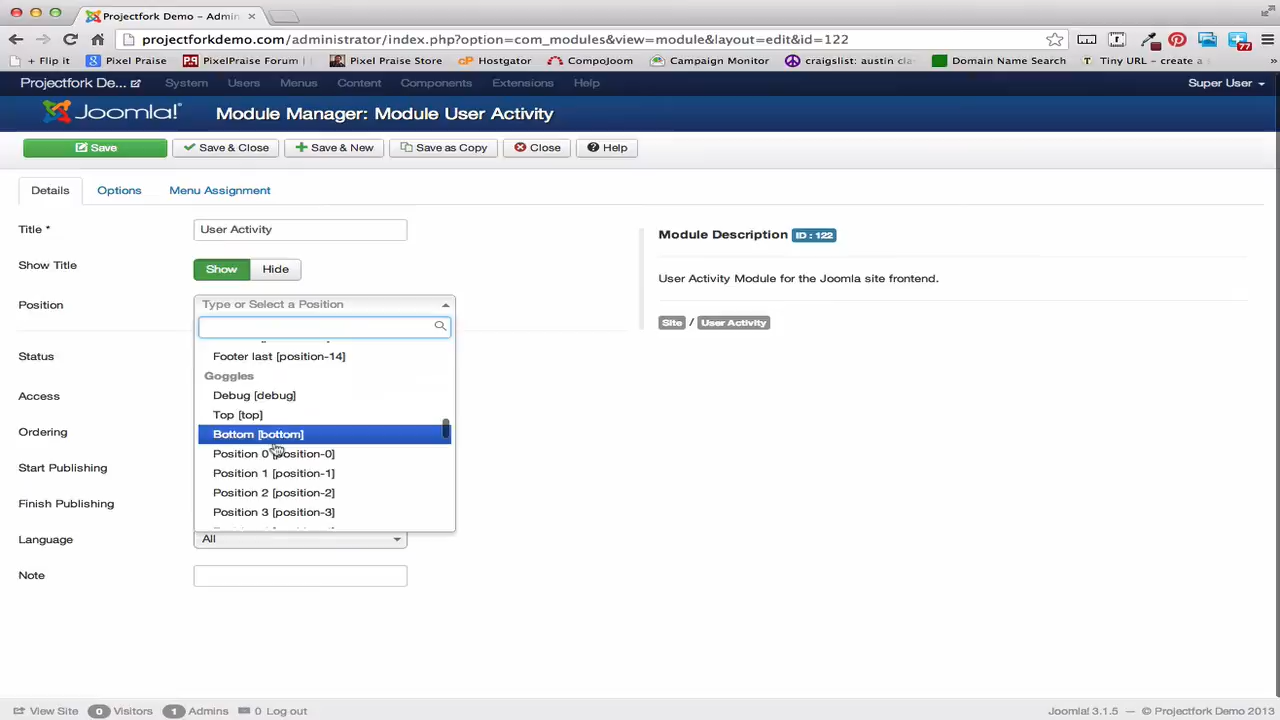 Projectfork Demo – Admin
projectforkdemo.com/administrator/index.php?option=com_modules&view=module&layout=edit&id=122
+ Flip it Pixel Praise PixelPraise Forum Pixel Praise Store Hostgator CompoJoom Campaign Monitor craigslist: austin cla Domain Name Search Tiny URL – create a 77
Projectfork De... System Users Menus Content Components Extensions Help Super User
Joomla! Module Manager: Module User Activity
Save Save & Close Save & New Save as Copy Close Help
Details Options Menu Assignment
Title * User Activity
Module Description ID : 122
Show Title Show Hide
User Activity Module for the Joomla site frontend.
Position Type or Select a Position
Site / User Activity
Status Footer last [position-14]
Goggles
Access Debug [debug]
Top [top]
Ordering Bottom [bottom]
Position 0 [position-0]
Start Publishing Position 1 [position-1]
Position 2 [position-2]
Finish Publishing Position 3 [position-3]
Language All
Note
View Site 0 Visitors 1 Admins 0 Log out Joomla! 3.1.5 — © Projectfork Demo 2013